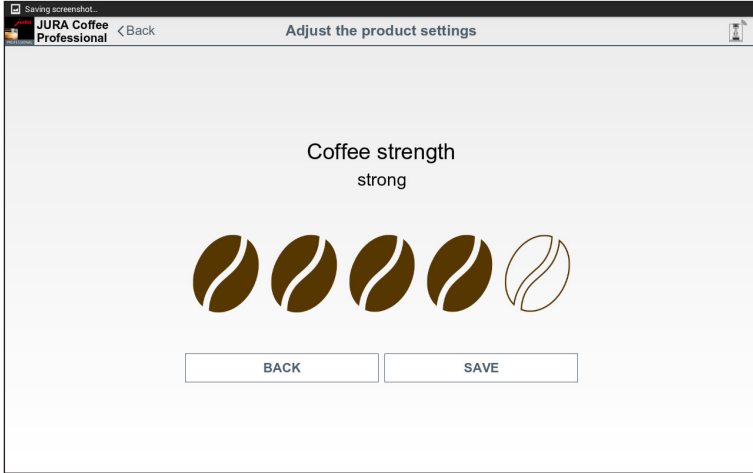 Saving screenshot...
JURA Coffee
Professional
Back
Adjust the product settings
Coffee strength
strong
BACK
SAVE